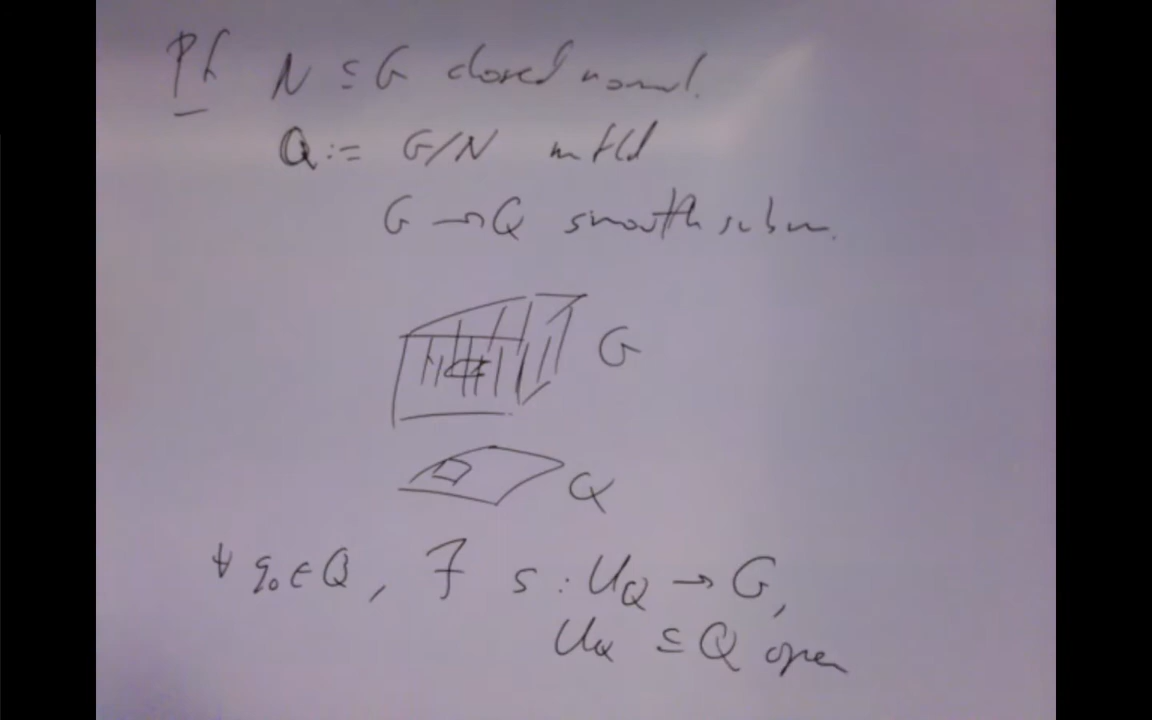 Pf N ⊆ G closed normal.
Q := G/N mfld
G → Q smooth subm.
G
Q
∀ q₀ ∈ Q, ∃ s : U_Q → G,
U_Q ⊆ Q open